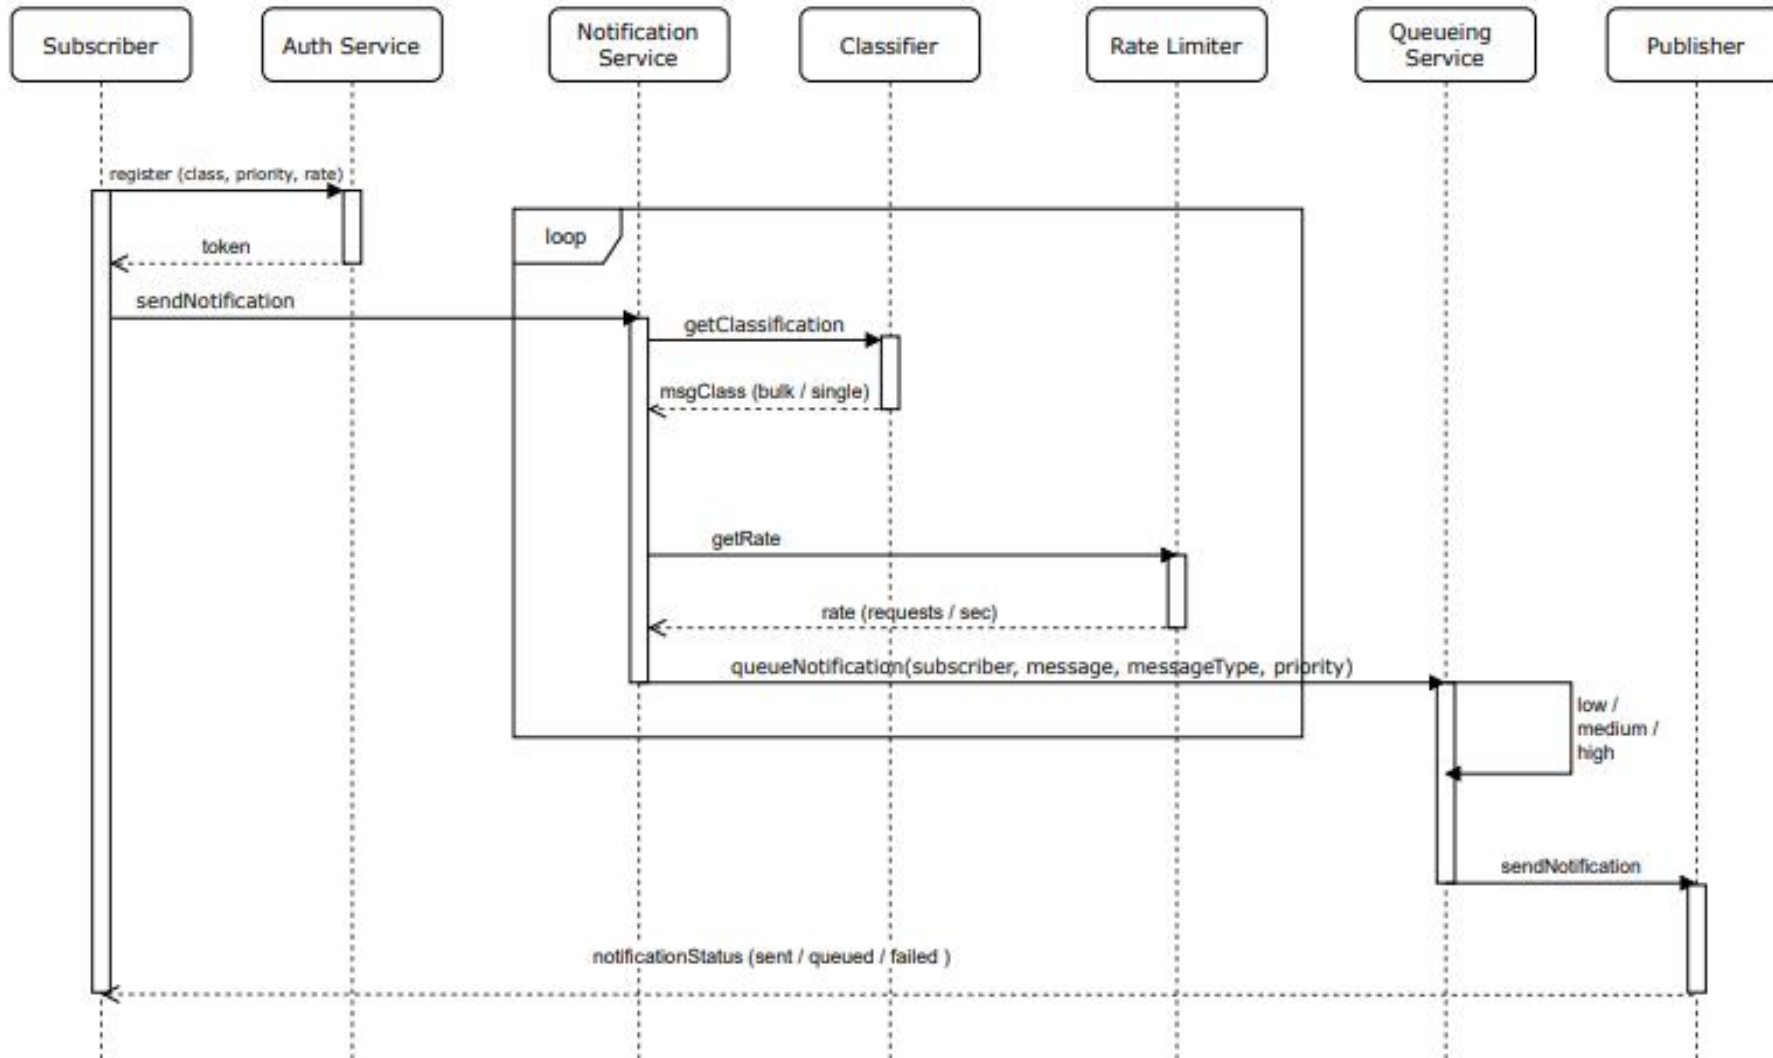 Subscriber
Auth Service
Notification
Service
Classifier
Rate Limiter
Queueing
Service
Publisher
register (class, priority, rate)
loop
token
sendNotification
getClassification
msgClass (bulk / single)
getRate
rate (requests / sec)
queueNotification(subscriber, message, messageType, priority)
low /
medium /
high
sendNotification
notificationStatus (sent / queued / failed )